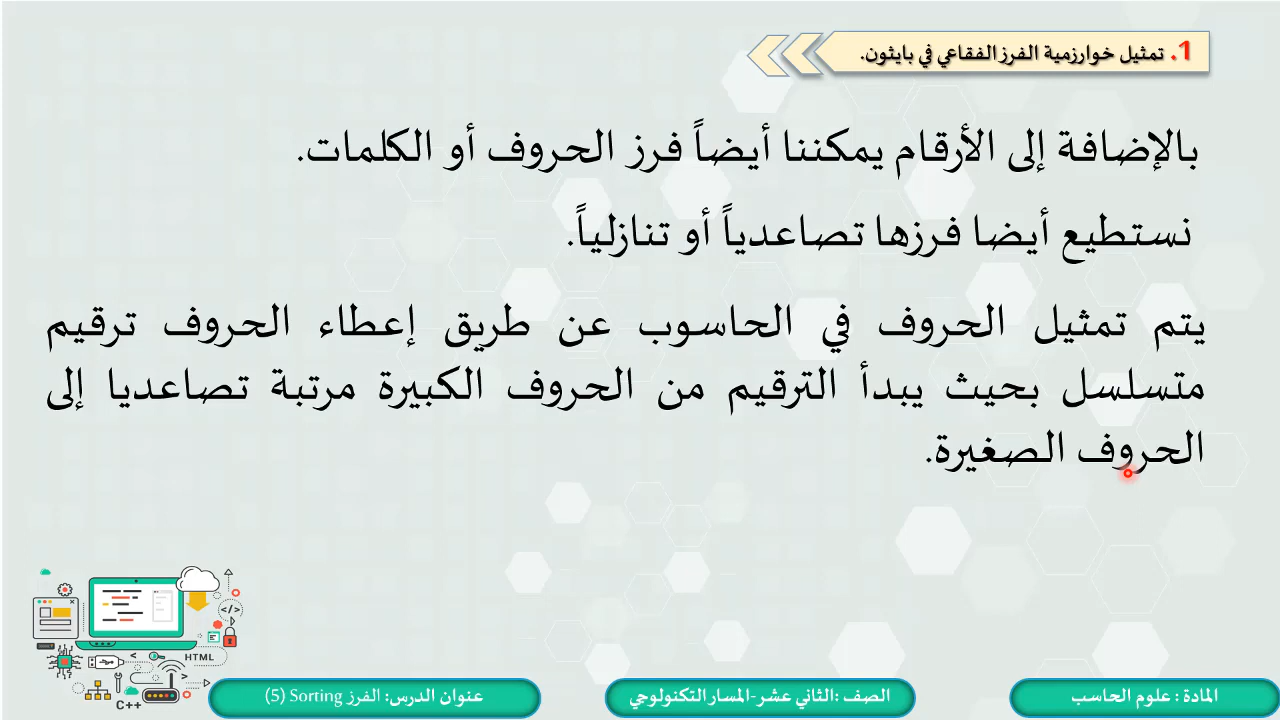 1. تمثيل خوارزمية الفرز الفقاعي في بايثون.
بالإضافة إلى الأرقام يمكننا أيضاً فرز الحروف أو الكلمات.
نستطيع أيضا فرزها تصاعدياً أو تنازلياً.
يتم تمثيل الحروف في الحاسوب عن طريق إعطاء الحروف ترقيم
متسلسل بحيث يبدأ الترقيم من الحروف الكبيرة مرتبة تصاعديا إلى
الحروف الصغيرة.
</>
HTML
C++
المادة : علوم الحاسب
الصف :الثاني عشر-المسار التكنولوجي
عنوان الدرس: الفرز Sorting (5)